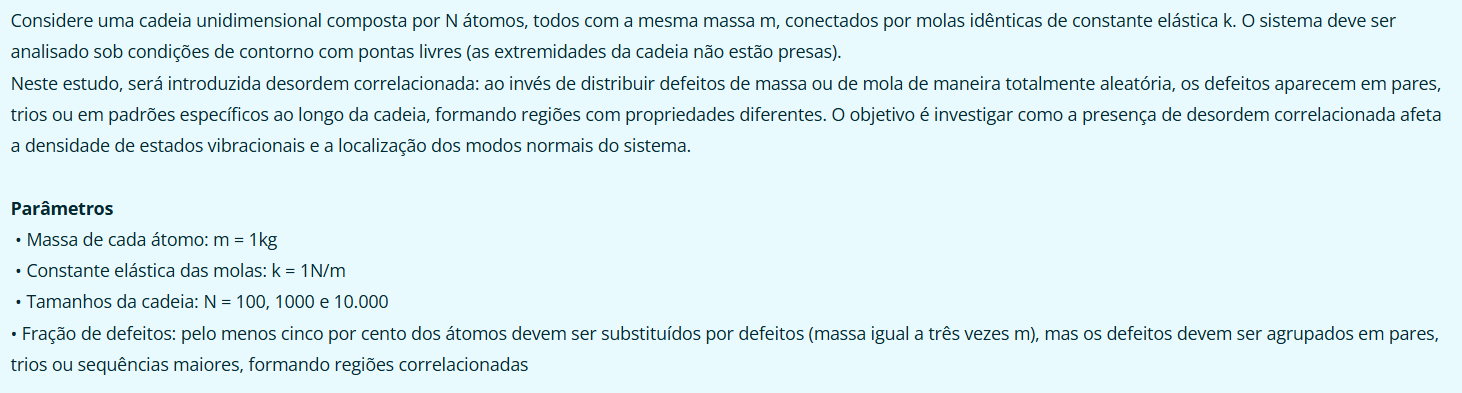 Considere uma cadeia unidimensional composta por N átomos, todos com a mesma massa m, conectados por molas idênticas de constante elástica k. O sistema deve ser
analisado sob condições de contorno com pontas livres (as extremidades da cadeia não estão presas).
Neste estudo, será introduzida desordem correlacionada: ao invés de distribuir defeitos de massa ou de mola de maneira totalmente aleatória, os defeitos aparecem em pares,
trios ou em padrões específicos ao longo da cadeia, formando regiões com propriedades diferentes. O objetivo é investigar como a presença de desordem correlacionada afeta
a densidade de estados vibracionais e a localização dos modos normais do sistema.
Parâmetros
• Massa de cada átomo: m = 1kg
• Constante elástica das molas: k = 1N/m
• Tamanhos da cadeia: N = 100, 1000 e 10.000
• Fração de defeitos: pelo menos cinco por cento dos átomos devem ser substituídos por defeitos (massa igual a três vezes m), mas os defeitos devem ser agrupados em pares,
trios ou sequências maiores, formando regiões correlacionadas